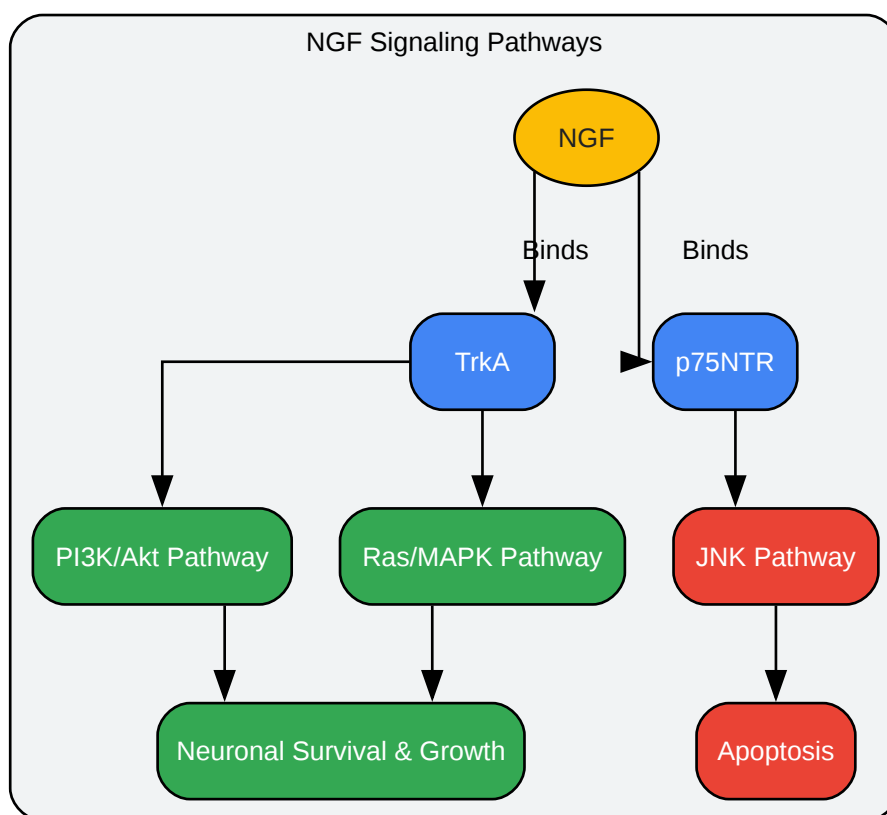 NGF Signaling Pathways
NGF
Binds
Binds
TrkA
p75NTR
PI3K/Akt Pathway
Ras/MAPK Pathway
JNK Pathway
Neuronal Survival & Growth
Apoptosis